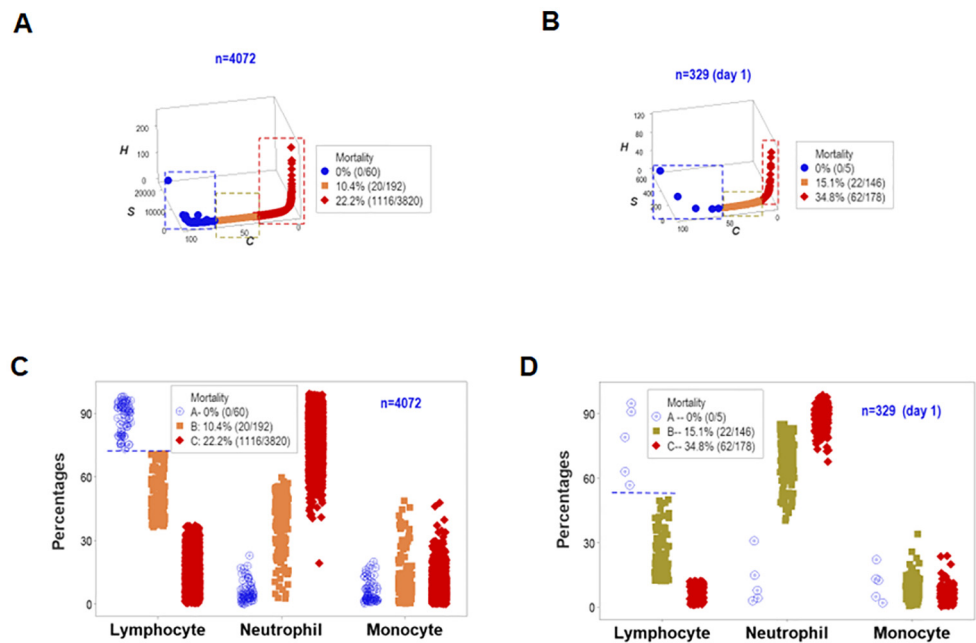 A
n=4072
H
200
100
0
20000
S
10000
0
100
50
C
0
Mortality
0% (0/60)
10.4% (20/192)
22.2% (1116/3820)
B
n=329 (day 1)
H
120
80
40
0
600
400
S
200
0
100
50
C
0
Mortality
0% (0/5)
15.1% (22/146)
34.8% (62/178)
C
Percentages
90
60
30
0
Mortality
A- 0% (0/60)
B: 10.4% (20/192)
C: 22.2% (1116/3820)
n=4072
Lymphocyte Neutrophil Monocyte
D
Percentages
90
60
30
0
Mortality
A -- 0% (0/5)
B-- 15.1% (22/146)
C-- 34.8% (62/178)
n=329 (day 1)
Lymphocyte Neutrophil Monocyte